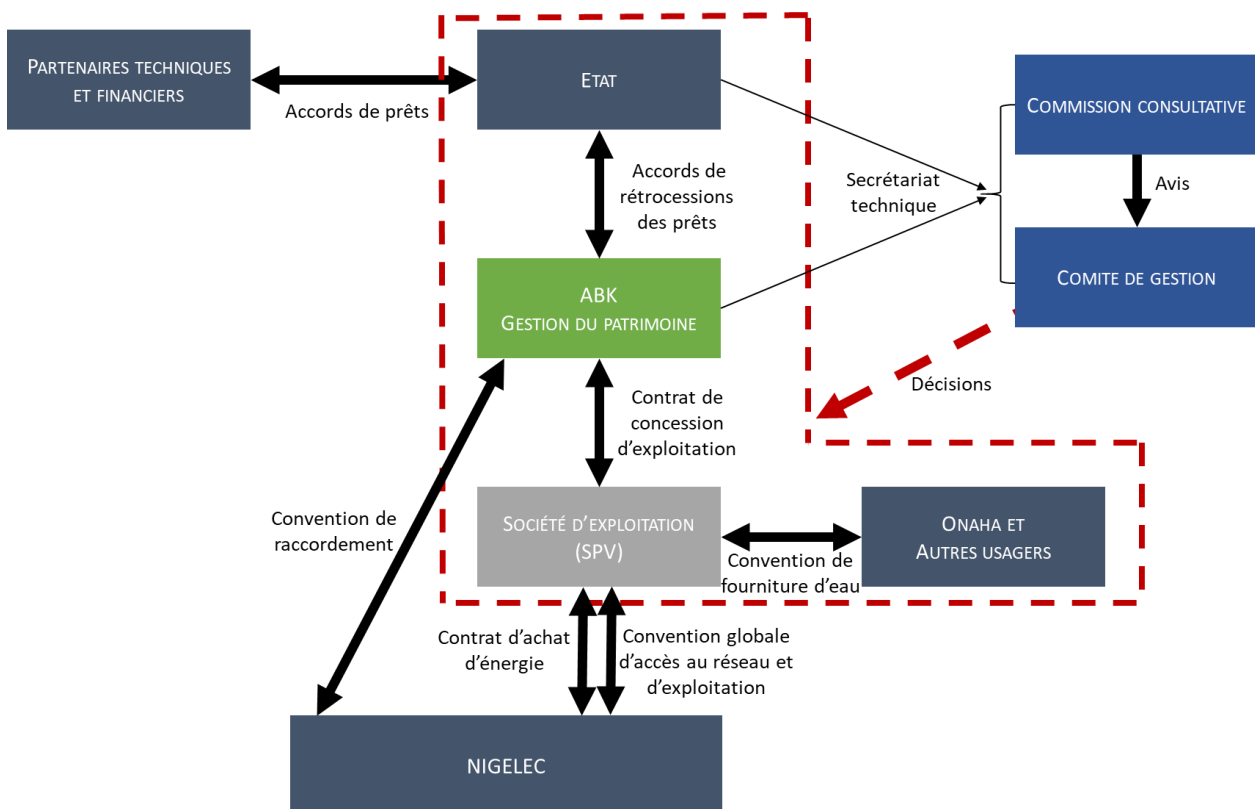 PARTENAIRES TECHNIQUES
ET FINANCIERS
Accords de prêts
ETAT
Accords de
rétrocessions
des prêts
Secrétariat
technique
COMMISSION CONSULTATIVE
Avis
COMITE DE GESTION
ABK
GESTION DU PATRIMOINE
Décisions
Contrat de
concession
d’exploitation
Convention de
raccordement
SOCIÉTÉ D’EXPLOITATION
(SPV)
Convention de
fourniture d’eau
ONAHA ET
AUTRES USAGERS
Contrat d’achat
d’énergie
Convention globale
d’accès au réseau et
d’exploitation
NIGELEC